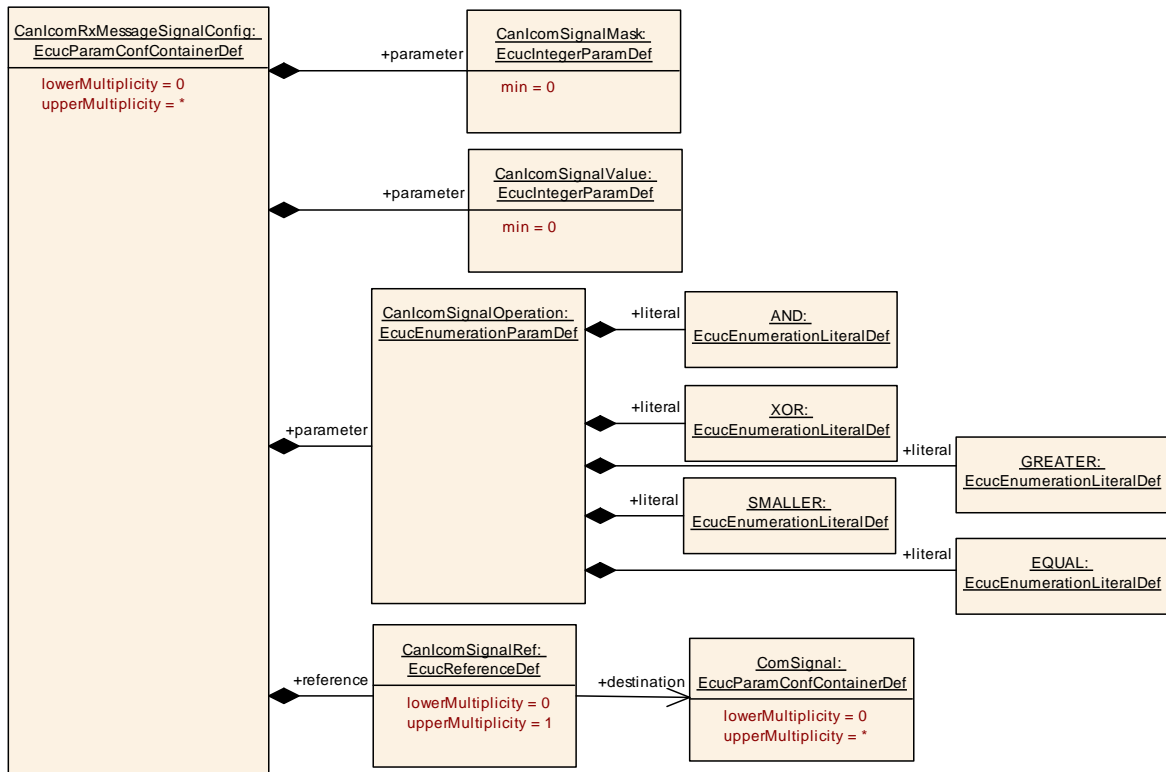 CanIcomRxMessageSignalConfig:
EcucParamConfContainerDef
lowerMultiplicity = 0
upperMultiplicity = *
+parameter
CanIcomSignalMask:
EcucIntegerParamDef
min = 0
+parameter
CanIcomSignalValue:
EcucIntegerParamDef
min = 0
+parameter
CanIcomSignalOperation:
EcucEnumerationParamDef
+literal
AND:
EcucEnumerationLiteralDef
+literal
XOR:
EcucEnumerationLiteralDef
+literal
GREATER:
EcucEnumerationLiteralDef
+literal
SMALLER:
EcucEnumerationLiteralDef
+literal
EQUAL:
EcucEnumerationLiteralDef
+reference
CanIcomSignalRef:
EcucReferenceDef
lowerMultiplicity = 0
upperMultiplicity = 1
+destination
ComSignal:
EcucParamConfContainerDef
lowerMultiplicity = 0
upperMultiplicity = *